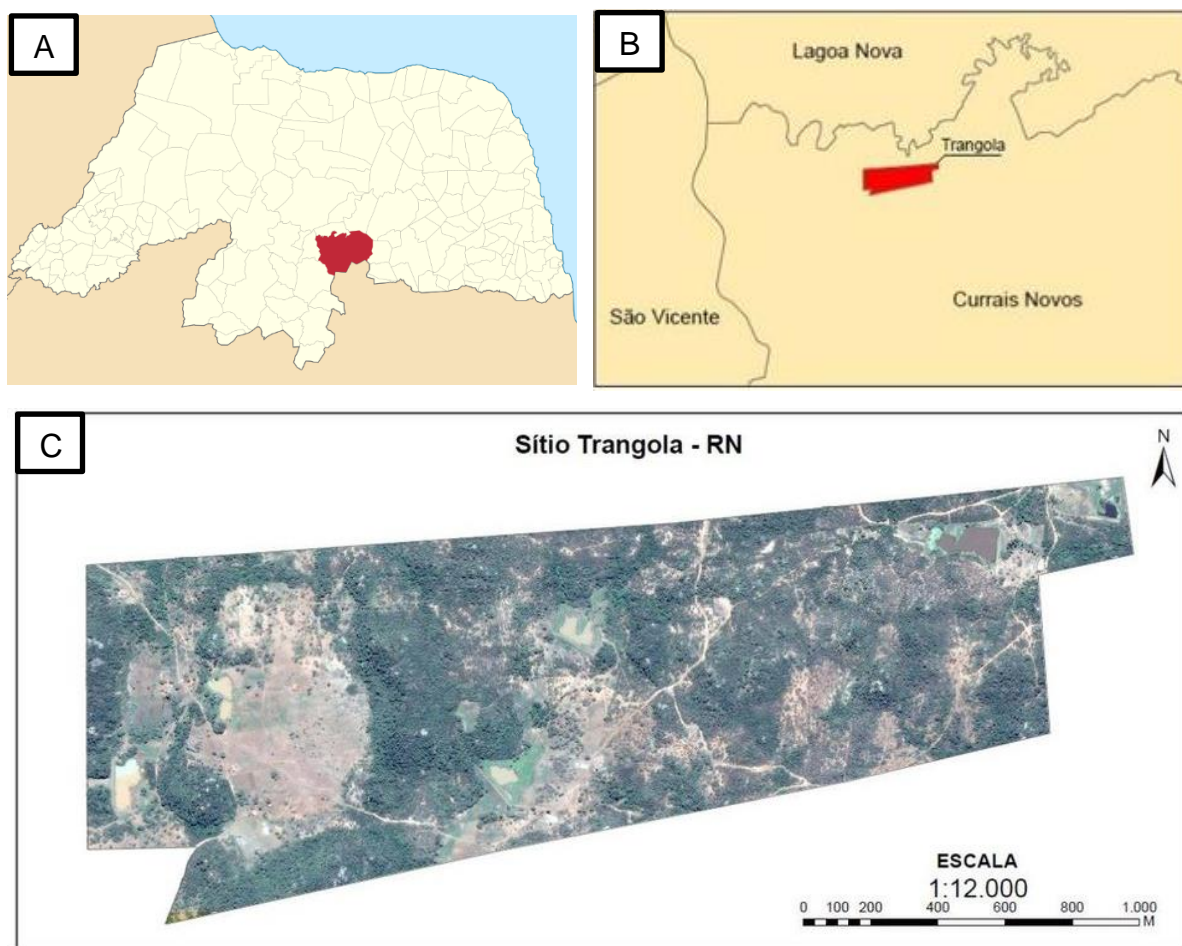 A
B
Lagoa Nova
Trangola
Currais Novos
São Vicente
C
Sítio Trangola - RN
N
ESCALA
1:12.000
0 100 200 400 600 800 1.000
M